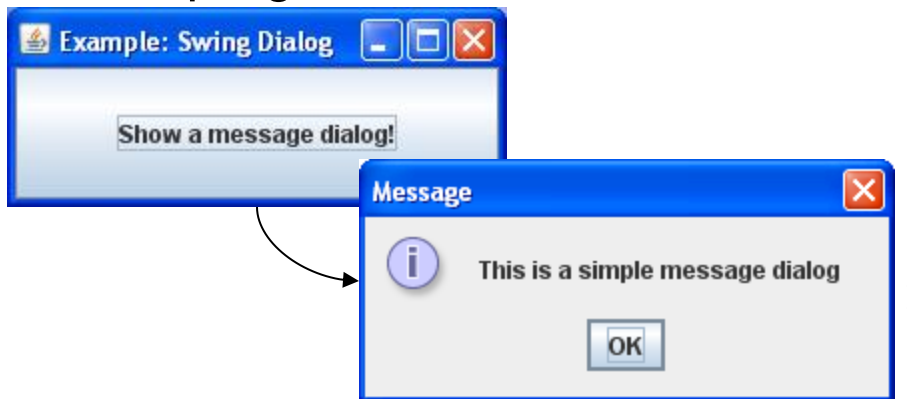 Example: Swing Dialog
Show a message dialog!
Message
i
This is a simple message dialog
OK